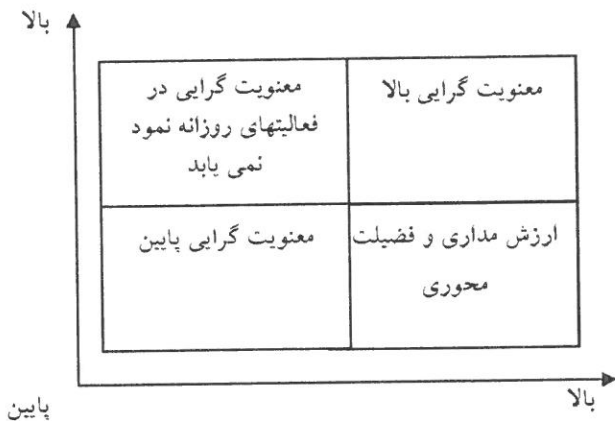 بالا
معنویت گرایی بالا
معنویت گرایی در
فعالیتهای روزانه نمود
نمی یابد
ارزش مداری و فضیلت
محوری
معنویت گرایی پایین
بالا
پایین